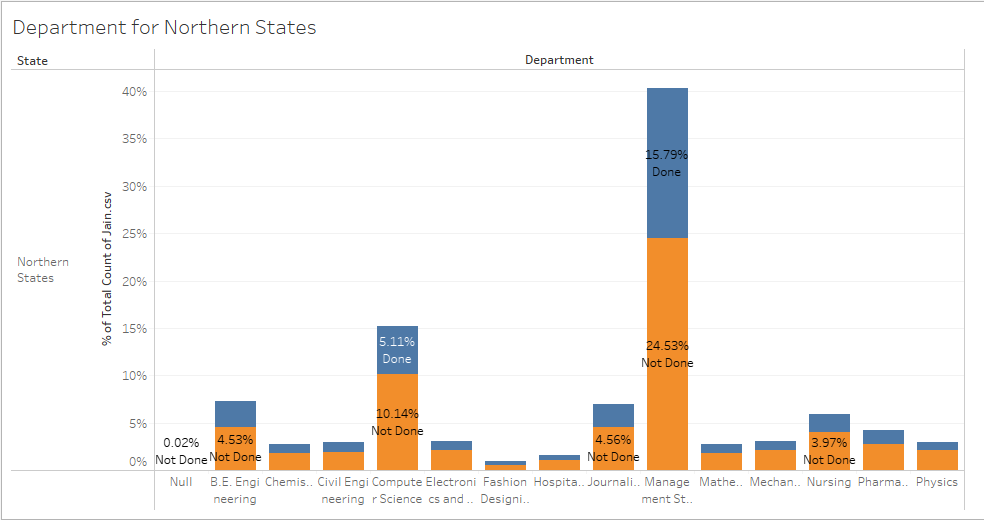 Department for Northern States
State
Department
% of Total Count of Jain.csv
40%
35%
30%
25%
20%
15%
10%
5%
0%
Northern
States
0.02%
Not Done
4.53%
Not Done
5.11%
Done
10.14%
Not Done
4.56%
Not Done
15.79%
Done
24.53%
Not Done
3.97%
Not Done
Null
B.E. Engi
neering
Chemis..
Civil Engi
neering
Compute
r Science
Electroni
cs and ..
Fashion
Designi..
Hospita..
Journali..
Manage
ment St..
Mathe..
Mechan..
Nursing
Pharma..
Physics